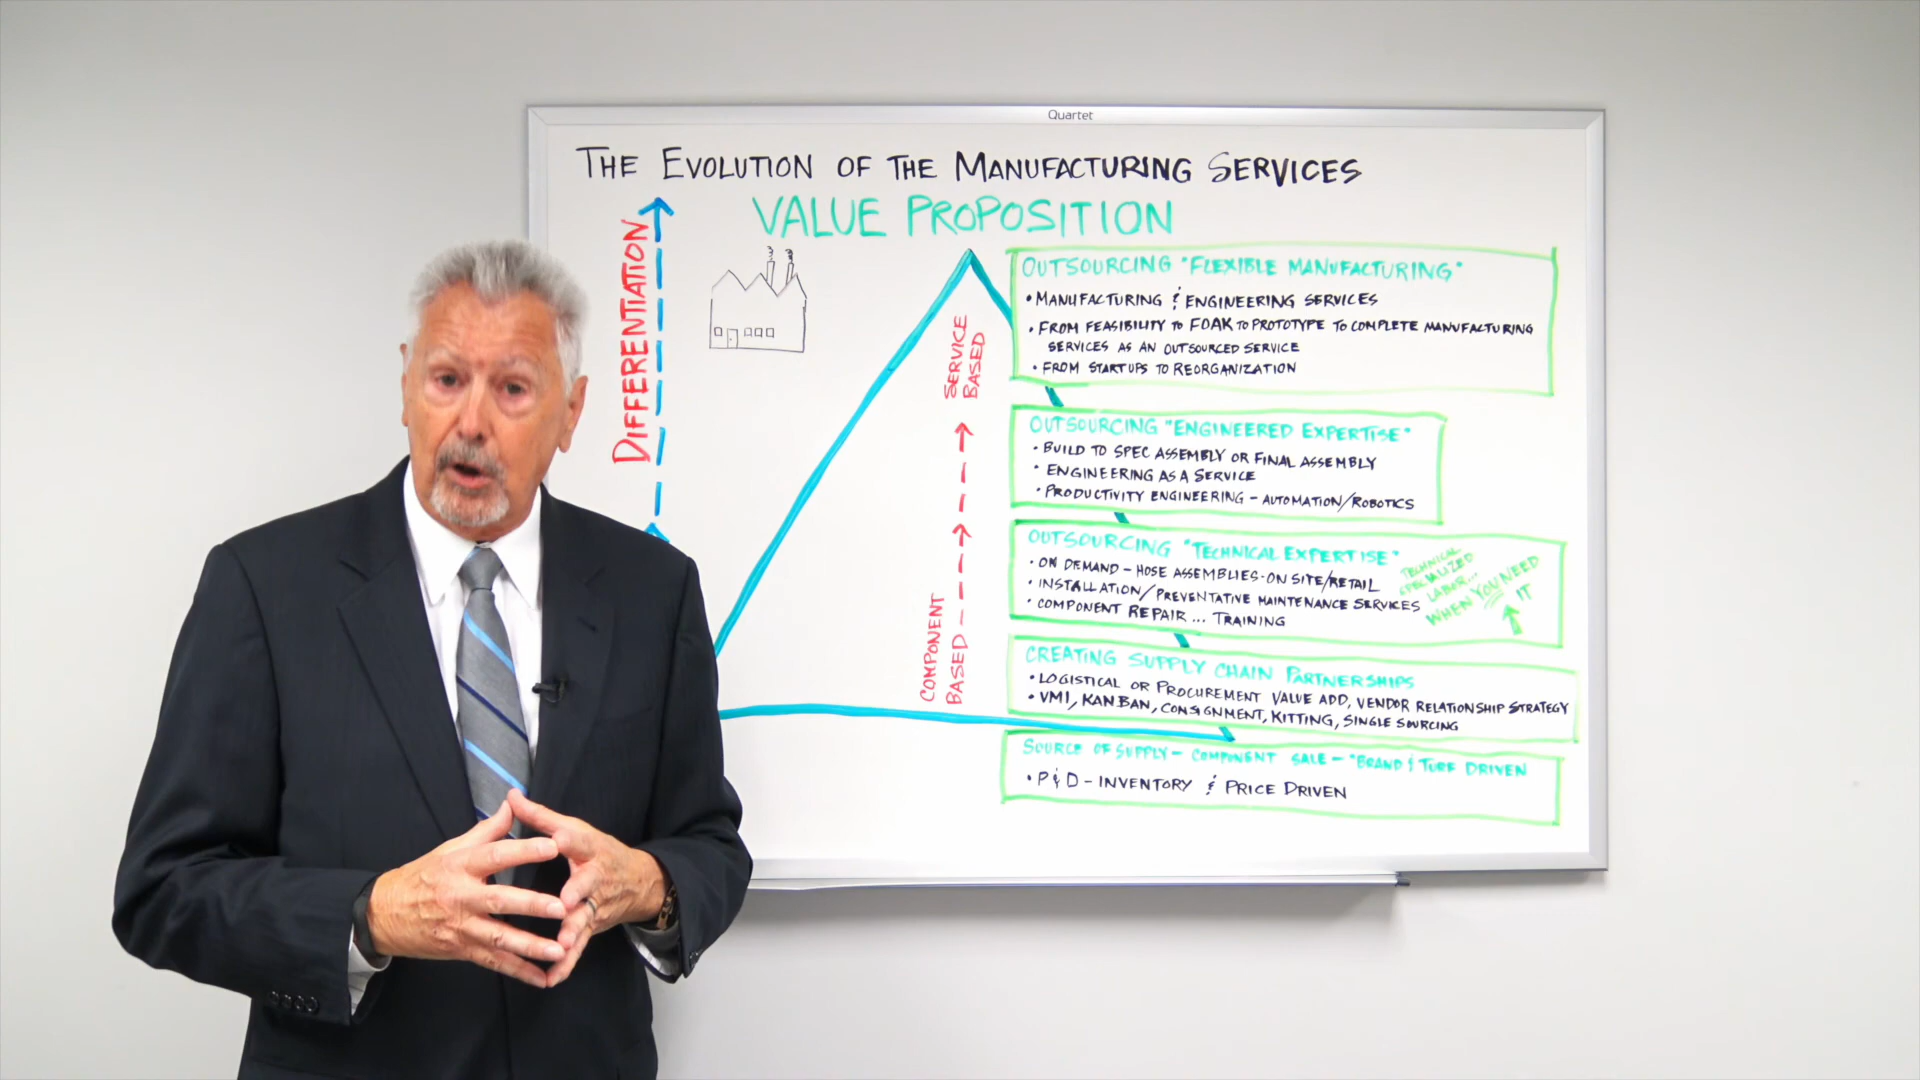 Quartet
THE EVOLUTION OF THE MANUFACTURING SERVICES
VALUE PROPOSITION
DIFFERENTIATION
SERVICE
BASED
COMPONENT
BASED
OUTSOURCING "FLEXIBLE MANUFACTURING"
• MANUFACTURING & ENGINEERING SERVICES
• FROM FEASIBILITY TO FOAK TO PROTOTYPE TO COMPLETE MANUFACTURING
SERVICES AS AN OUTSOURCED SERVICE
• FROM STARTUPS TO REORGANIZATION
OUTSOURCING "ENGINEERED EXPERTISE"
• BUILD TO SPEC ASSEMBLY OR FINAL ASSEMBLY
• ENGINEERING AS A SERVICE
• PRODUCTIVITY ENGINEERING - AUTOMATION/ROBOTICS
OUTSOURCING "TECHNICAL EXPERTISE"
• ON DEMAND - HOSE ASSEMBLIES - ON SITE/RETAIL
• INSTALLATION/PREVENTATIVE MAINTENANCE SERVICES
• COMPONENT REPAIR ... TRAINING
TECHNICAL
SPECIALIZED
LABOR...
WHEN YOU NEED
IT
CREATING SUPPLY CHAIN PARTNERSHIPS
• LOGISTICAL OR PROCUREMENT VALUE ADD, VENDOR RELATIONSHIP STRATEGY
• VMI, KANBAN, CONSIGNMENT, KITTING, SINGLE SOURCING
SOURCE OF SUPPLY - COMPONENT SALE - "BRAND & TURF DRIVEN
• P & D - INVENTORY & PRICE DRIVEN